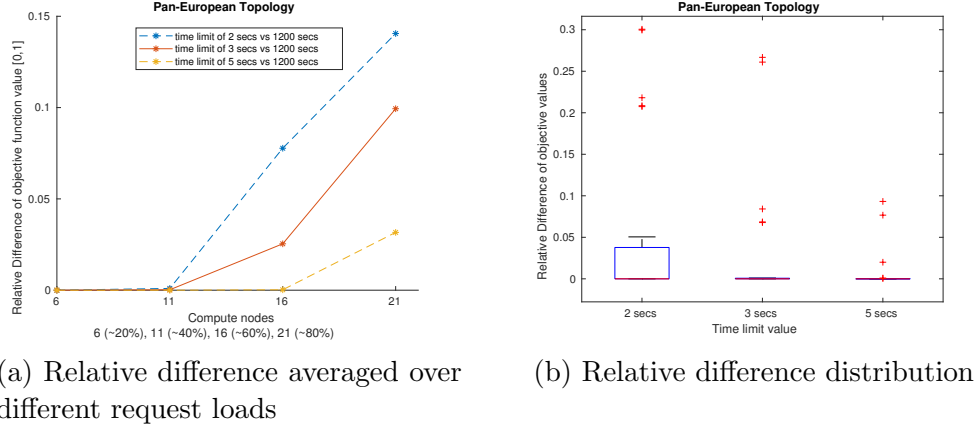 Pan-European Topology
Relative Difference of objective function value [0,1]
0.15
0.1
0.05
0
time limit of 2 secs vs 1200 secs
time limit of 3 secs vs 1200 secs
time limit of 5 secs vs 1200 secs
6 11 16 21
Compute nodes
6 (~20%), 11 (~40%), 16 (~60%), 21 (~80%)
Pan-European Topology
Relative Difference of objective values
0.3
0.25
0.2
0.15
0.1
0.05
0
2 secs 3 secs 5 secs
Time limit value
a) Relative difference averaged over
different request loads
(b) Relative difference distribution